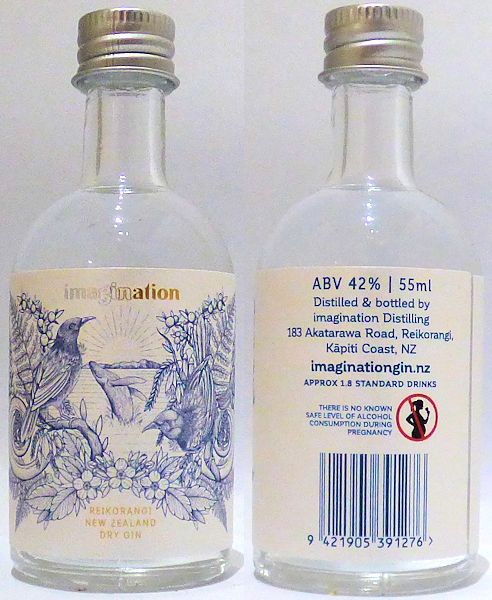 imagination
REIKORANGI
NEW ZEALAND
DRY GIN
ABV 42% | 55ml
Distilled & bottled by
imagination Distilling
183 Akatarawa Road, Reikorangi,
Kāpiti Coast, NZ
imaginationgin.nz
APPROX 1.8 STANDARD DRINKS
THERE IS NO KNOWN
SAFE LEVEL OF ALCOHOL
CONSUMPTION DURING
PREGNANCY
9 421905 391276 >